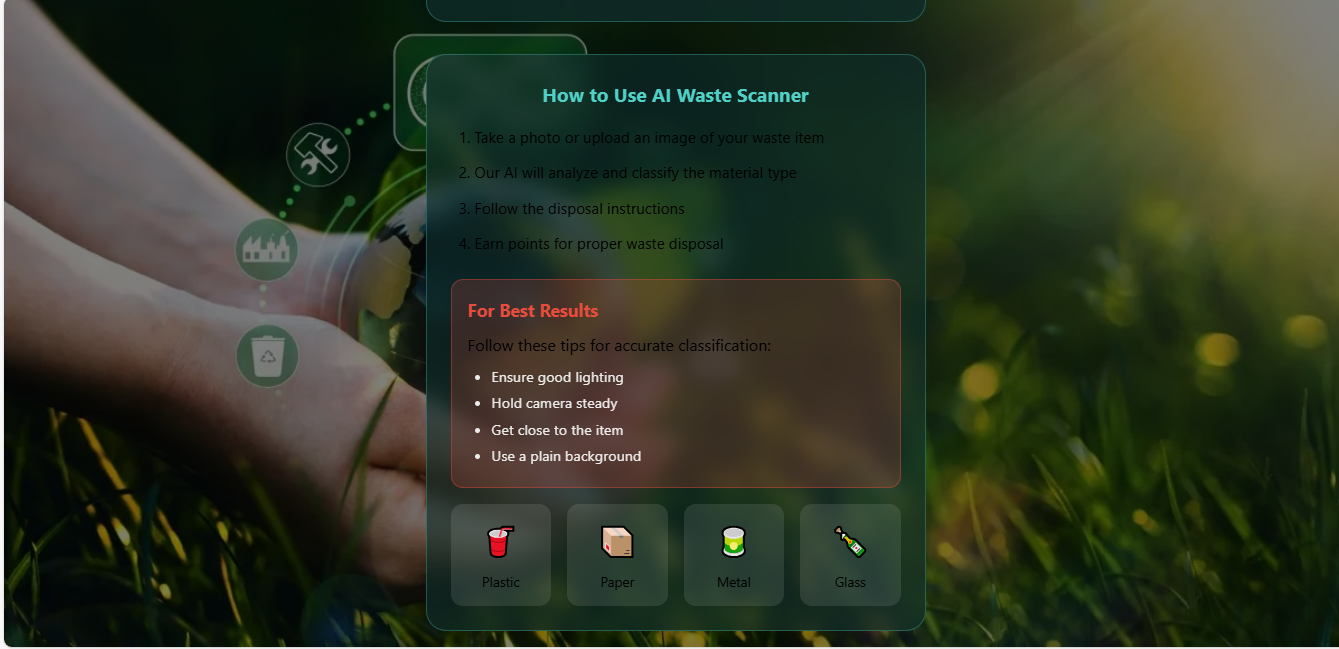 How to Use AI Waste Scanner
1. Take a photo or upload an image of your waste item
2. Our AI will analyze and classify the material type
3. Follow the disposal instructions
4. Earn points for proper waste disposal
For Best Results
Follow these tips for accurate classification:
• Ensure good lighting
• Hold camera steady
• Get close to the item
• Use a plain background
Plastic
Paper
Metal
Glass